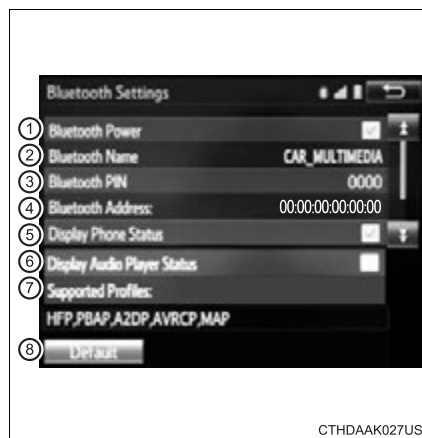 Bluetooth Settings
① Bluetooth Power
② Bluetooth Name CAR_MULTIMEDIA
③ Bluetooth PIN 0000
④ Bluetooth Address: 00:00:00:00:00:00
⑤ Display Phone Status
⑥ Display Audio Player Status
⑦ Supported Profiles:
HFP,PBAP,A2DP,AVRCP,MAP
⑧ Default
CTHDAAK027US